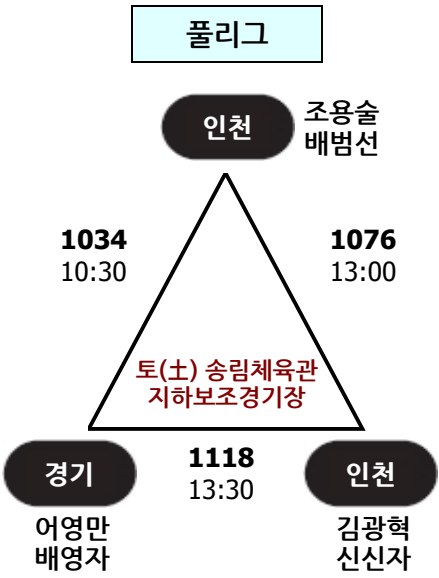 풀리그
인천
조용술
배범선
1034
10:30
1076
13:00
토(土) 송림체육관
지하보조경기장
경기
1118
13:30
인천
어영만
배영자
김광혁
신신자